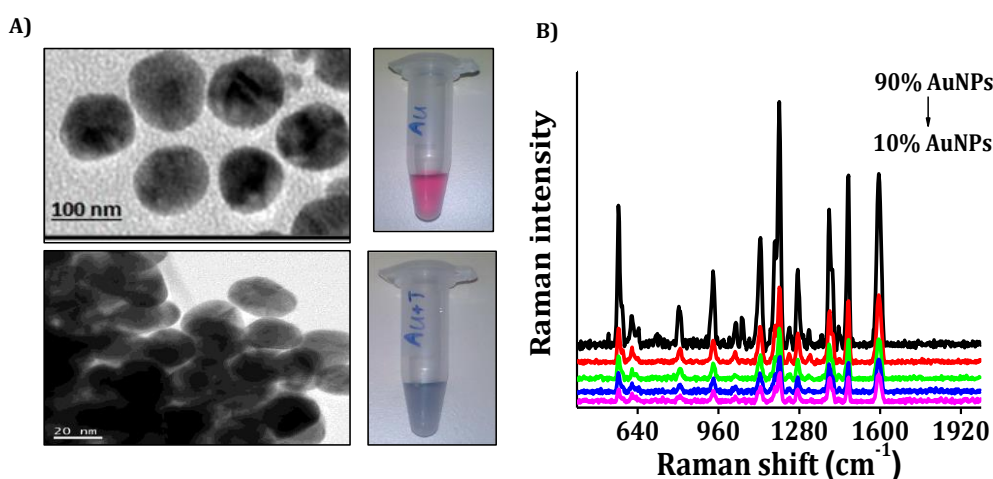 A)
100 nm
AU
20 nm
AU+T
B)
90% AuNPs
10% AuNPs
Raman intensity
640 960 1280 1600 1920
Raman shift (cm⁻¹)